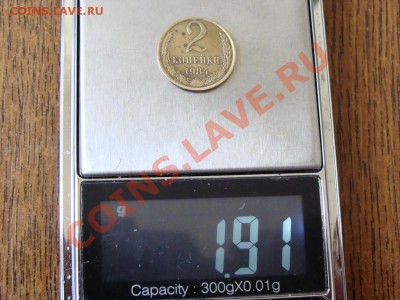 COINS.LAVE.RU
2
КОПЕЙКИ
COINS.LAVE.RU
g
1.91
Capacity : 300gX0.01g